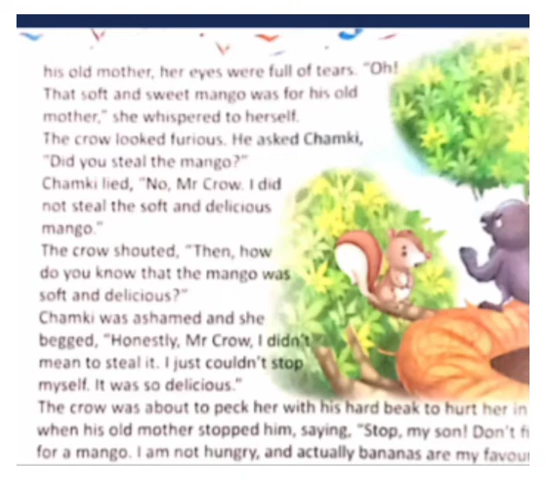 his old mother, her eyes were full of tears. "Oh!
That soft and sweet mango was for his old
mother," she whispered to herself.
The crow looked furious. He asked Chamki,
"Did you steal the mango?"
Chamki lied, "No, Mr Crow. I did
not steal the soft and delicious
mango."
The crow shouted, "Then, how
do you know that the mango was
soft and delicious?"
Chamki was ashamed and she
begged, "Honestly, Mr Crow, I didn't
mean to steal it. I just couldn't stop
myself. It was so delicious."
The crow was about to peck her with his hard beak to hurt her in
when his old mother stopped him, saying, "Stop, my son! Don't
for a mango. I am not hungry, and actually bananas are my